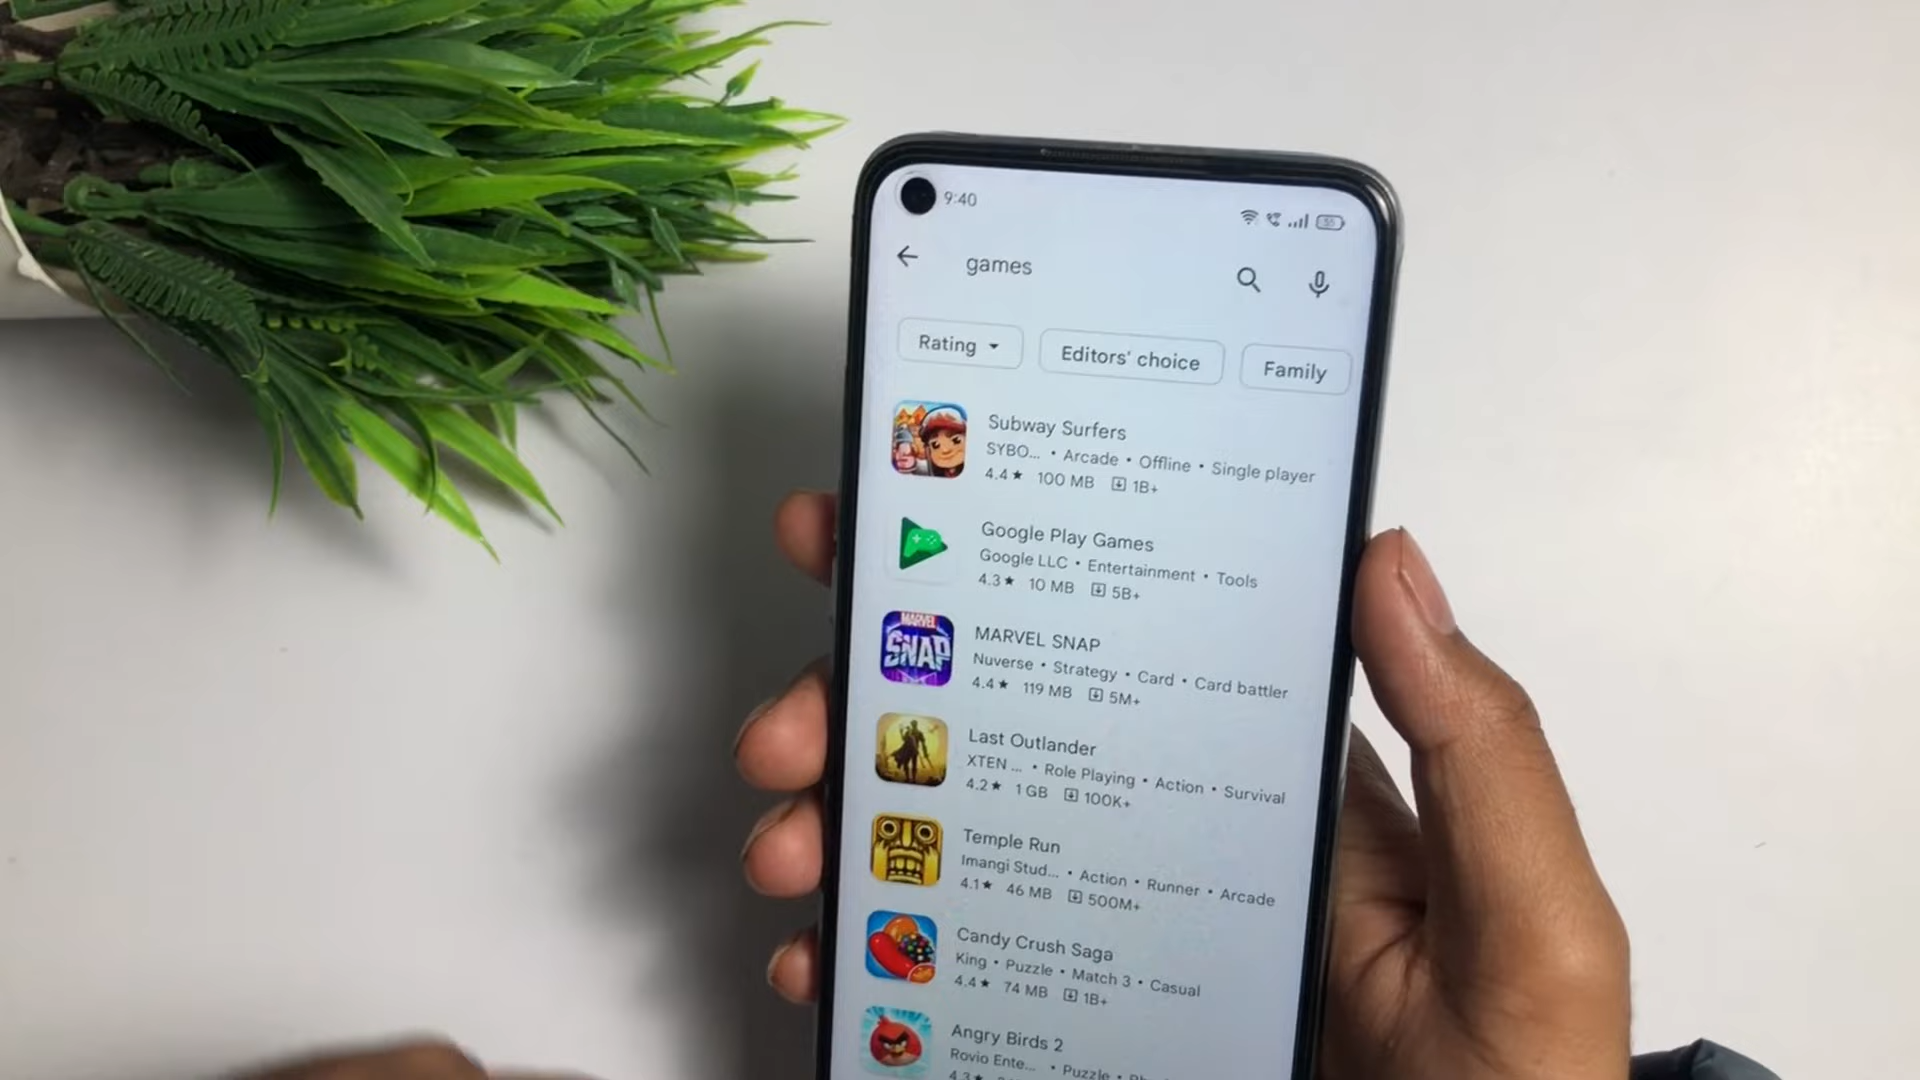 9:40
55
games
Rating
Editors' choice
Family
Subway Surfers
SYBO... • Arcade • Offline • Single player
4.4★ 100 MB 1B+
Google Play Games
Google LLC • Entertainment • Tools
4.3★ 10 MB 5B+
MARVEL
SNAP
MARVEL SNAP
Nuverse • Strategy • Card • Card battler
4.4★ 119 MB 5M+
Last Outlander
XTEN ... • Role Playing • Action • Survival
4.2★ 1 GB 100K+
Temple Run
Imangi Stud... • Action • Runner • Arcade
4.1★ 46 MB 500M+
Candy Crush Saga
King • Puzzle • Match 3 • Casual
4.4★ 74 MB 1B+
Angry Birds 2
Rovio Ente... • Puzzle •
4.3★